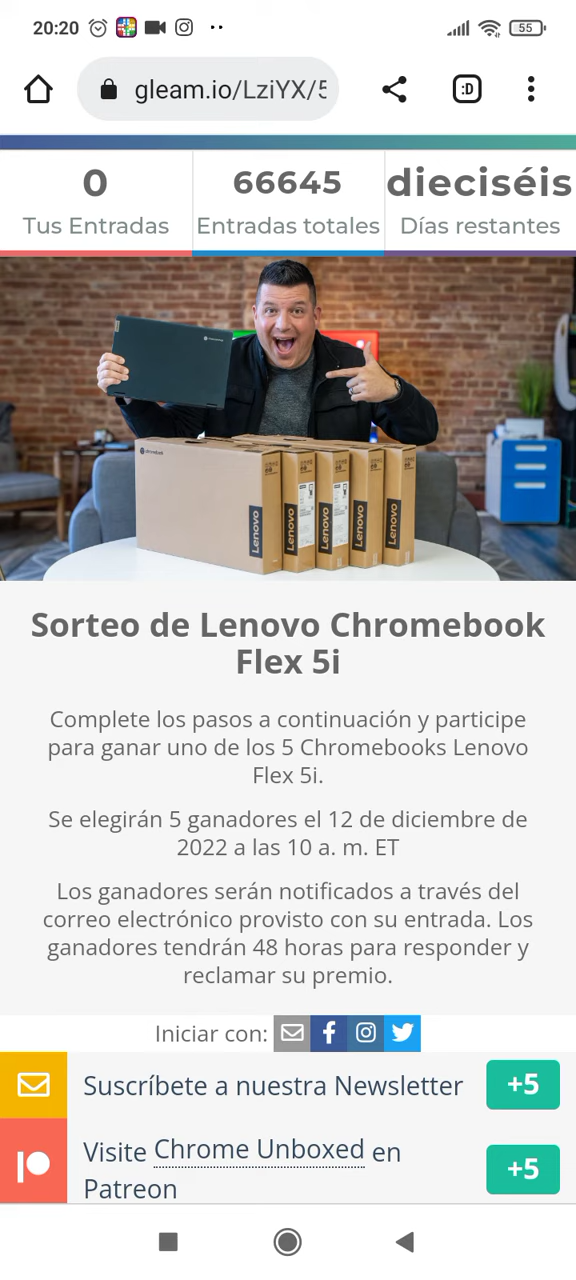 20:20
55
gleam.io/LziYX/5
:D
0
66645
dieciséis
Tus Entradas
Entradas totales
Días restantes
Lenovo
Lenovo
Lenovo
Lenovo
Lenovo
Sorteo de Lenovo Chromebook
Flex 5i
Complete los pasos a continuación y participe
para ganar uno de los 5 Chromebooks Lenovo
Flex 5i.
Se elegirán 5 ganadores el 12 de diciembre de
2022 a las 10 a. m. ET
Los ganadores serán notificados a través del
correo electrónico provisto con su entrada. Los
ganadores tendrán 48 horas para responder y
reclamar su premio.
Iniciar con:
Suscríbete a nuestra Newsletter
+5
Visite Chrome Unboxed en
Patreon
+5